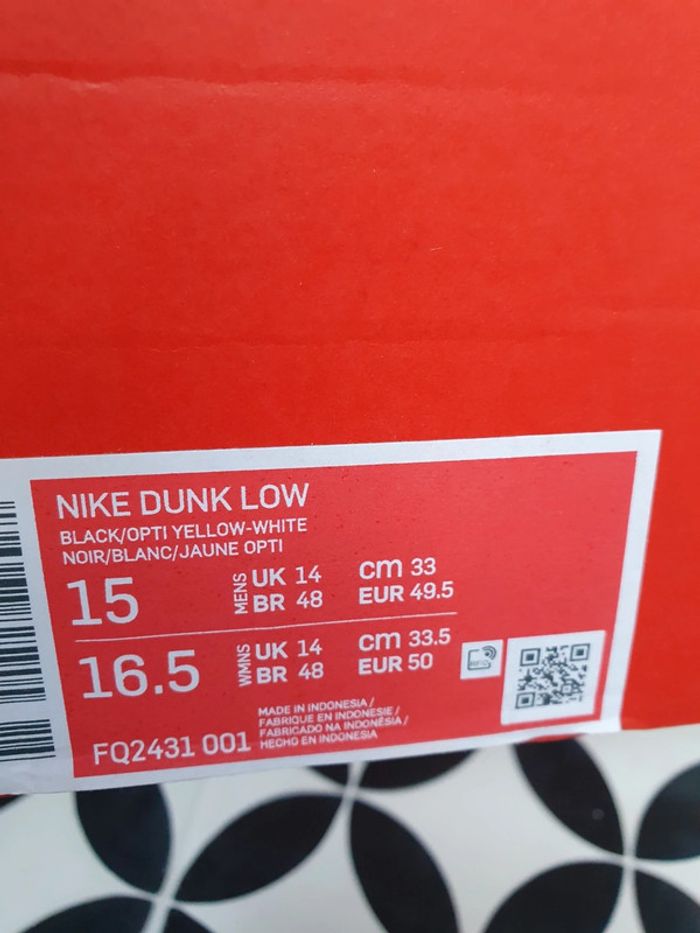 NIKE DUNK LOW
BLACK/OPTI YELLOW-WHITE
NOIR/BLANC/JAUNE OPTI
15 MENS UK 14 cm 33
BR 48 EUR 49.5
16.5 WMNS UK 14 cm 33.5
BR 48 EUR 50
FQ2431 001
MADE IN INDONESIA/
FABRIQUE EN INDONESIE/
FABRICADO NA INDONÉSIA/
HECHO EN INDONESIA